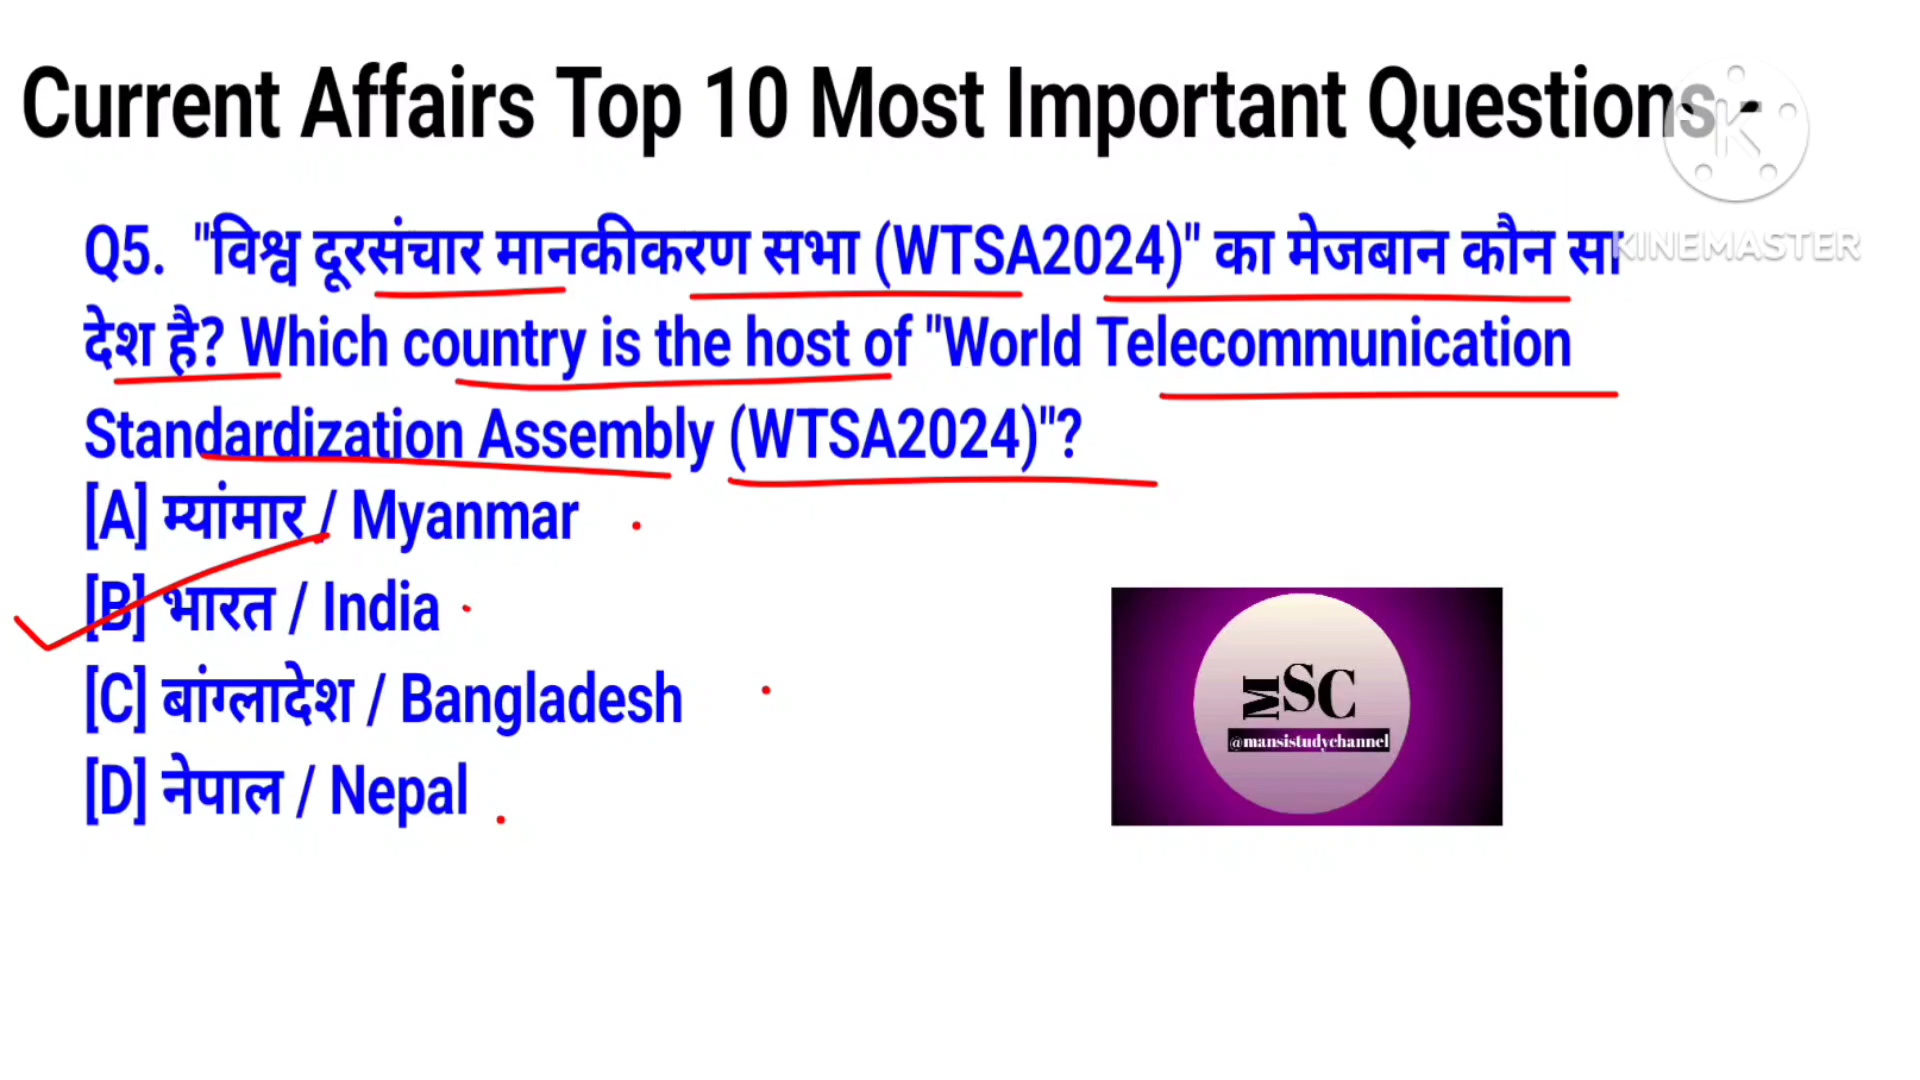 Current Affairs Top 10 Most Important Questions -
KINEMASTER
Q5. "विश्व दूरसंचार मानकीकरण सभा (WTSA2024)" का मेजबान कौन सा
देश है? Which country is the host of "World Telecommunication
Standardization Assembly (WTSA2024)"?
[A] म्यांमार / Myanmar
[B] भारत / India
[C] बांग्लादेश / Bangladesh
[D] नेपाल / Nepal
MSC
@mansistudychannel